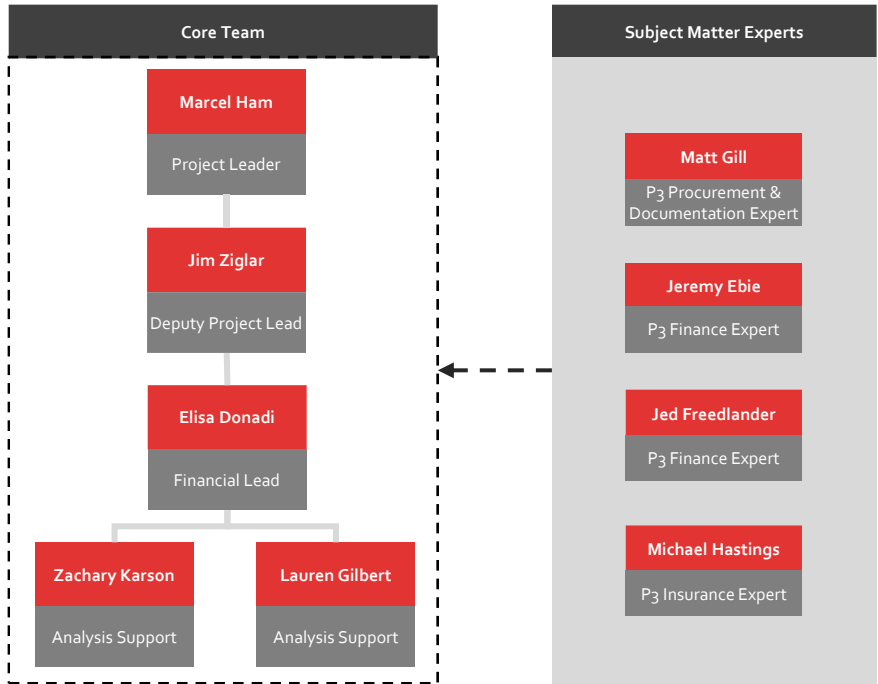 Core Team
Marcel Ham
Project Leader
Jim Ziglar
Deputy Project Lead
Elisa Donadi
Financial Lead
Zachary Karson
Analysis Support
Lauren Gilbert
Analysis Support
Subject Matter Experts
Matt Gill
P3 Procurement &
Documentation Expert
Jeremy Ebie
P3 Finance Expert
Jed Freedlander
P3 Finance Expert
Michael Hastings
P3 Insurance Expert